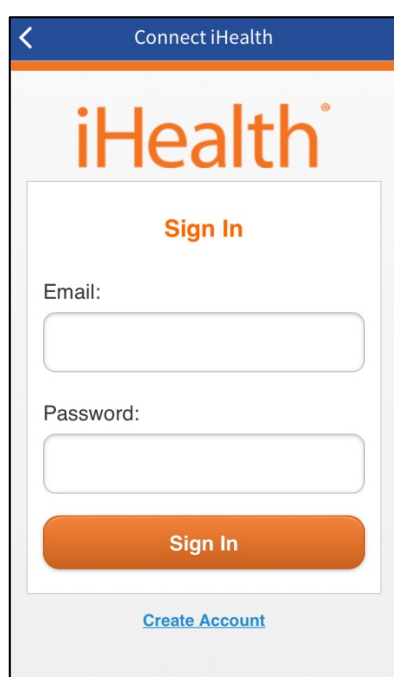 Connect iHealth
iHealth®
Sign In
Email:
Password:
Sign In
Create Account